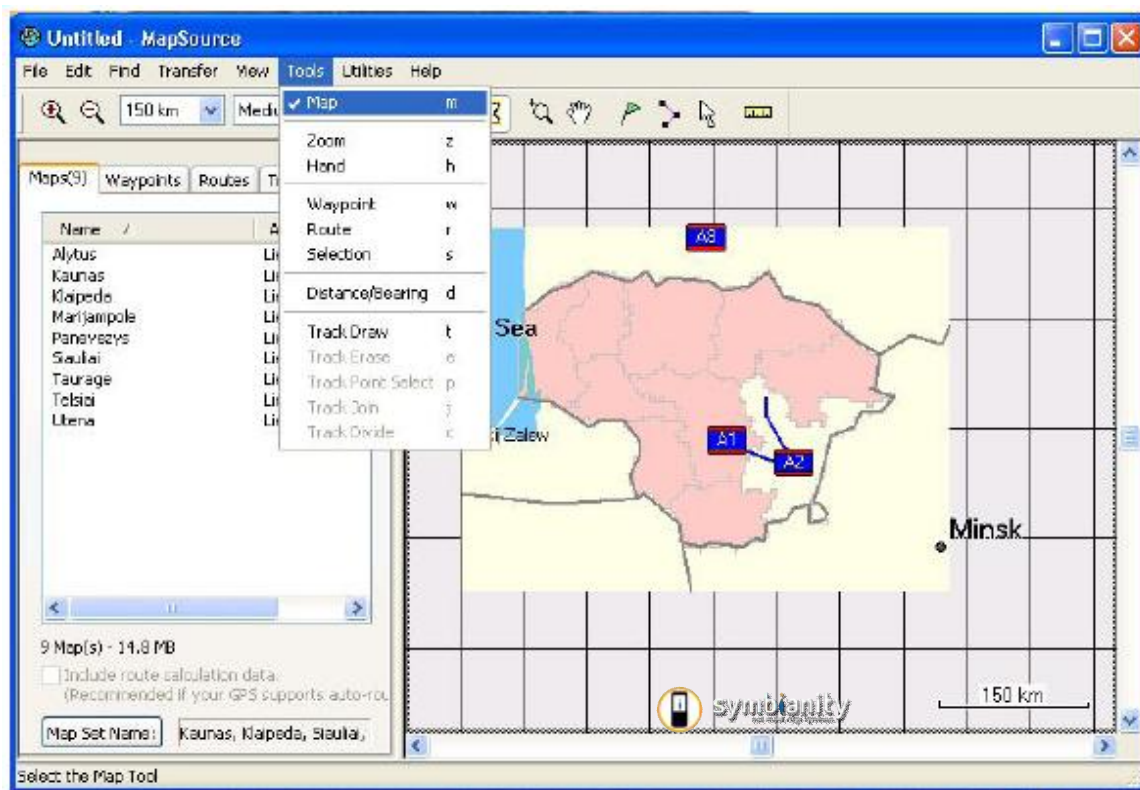 Untitled - MapSource
File Edit Find Transfer View Tools Utilities Help
150 km
Map m
Zoom z
Hand h
Waypoint w
Route r
Selection s
Distance/Bearing d
Track Draw t
Track Erase e
Track Point Select p
Track Join j
Track Divide c
Maps(9) Waypoints Routes
Name
Alytus
Kaunas
Klaipeda
Marijampole
Panevezys
Siauliai
Taurage
Telsiai
Utena
9 Map(s) - 14.8 MB
Include route calculation data.
(Recommended if your GPS supports auto-rou
Map Set Name: Kaunas, Klaipeda, Siauliai,
Select the Map Tool
A8
Sea
Zalew
A1
A2
Minsk
150 km
symbianity